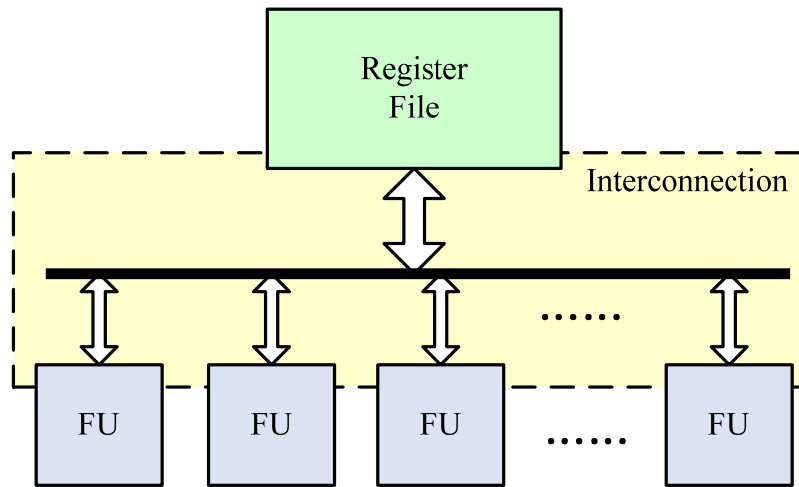 Register
File
Interconnection
......
FU FU FU ...... FU